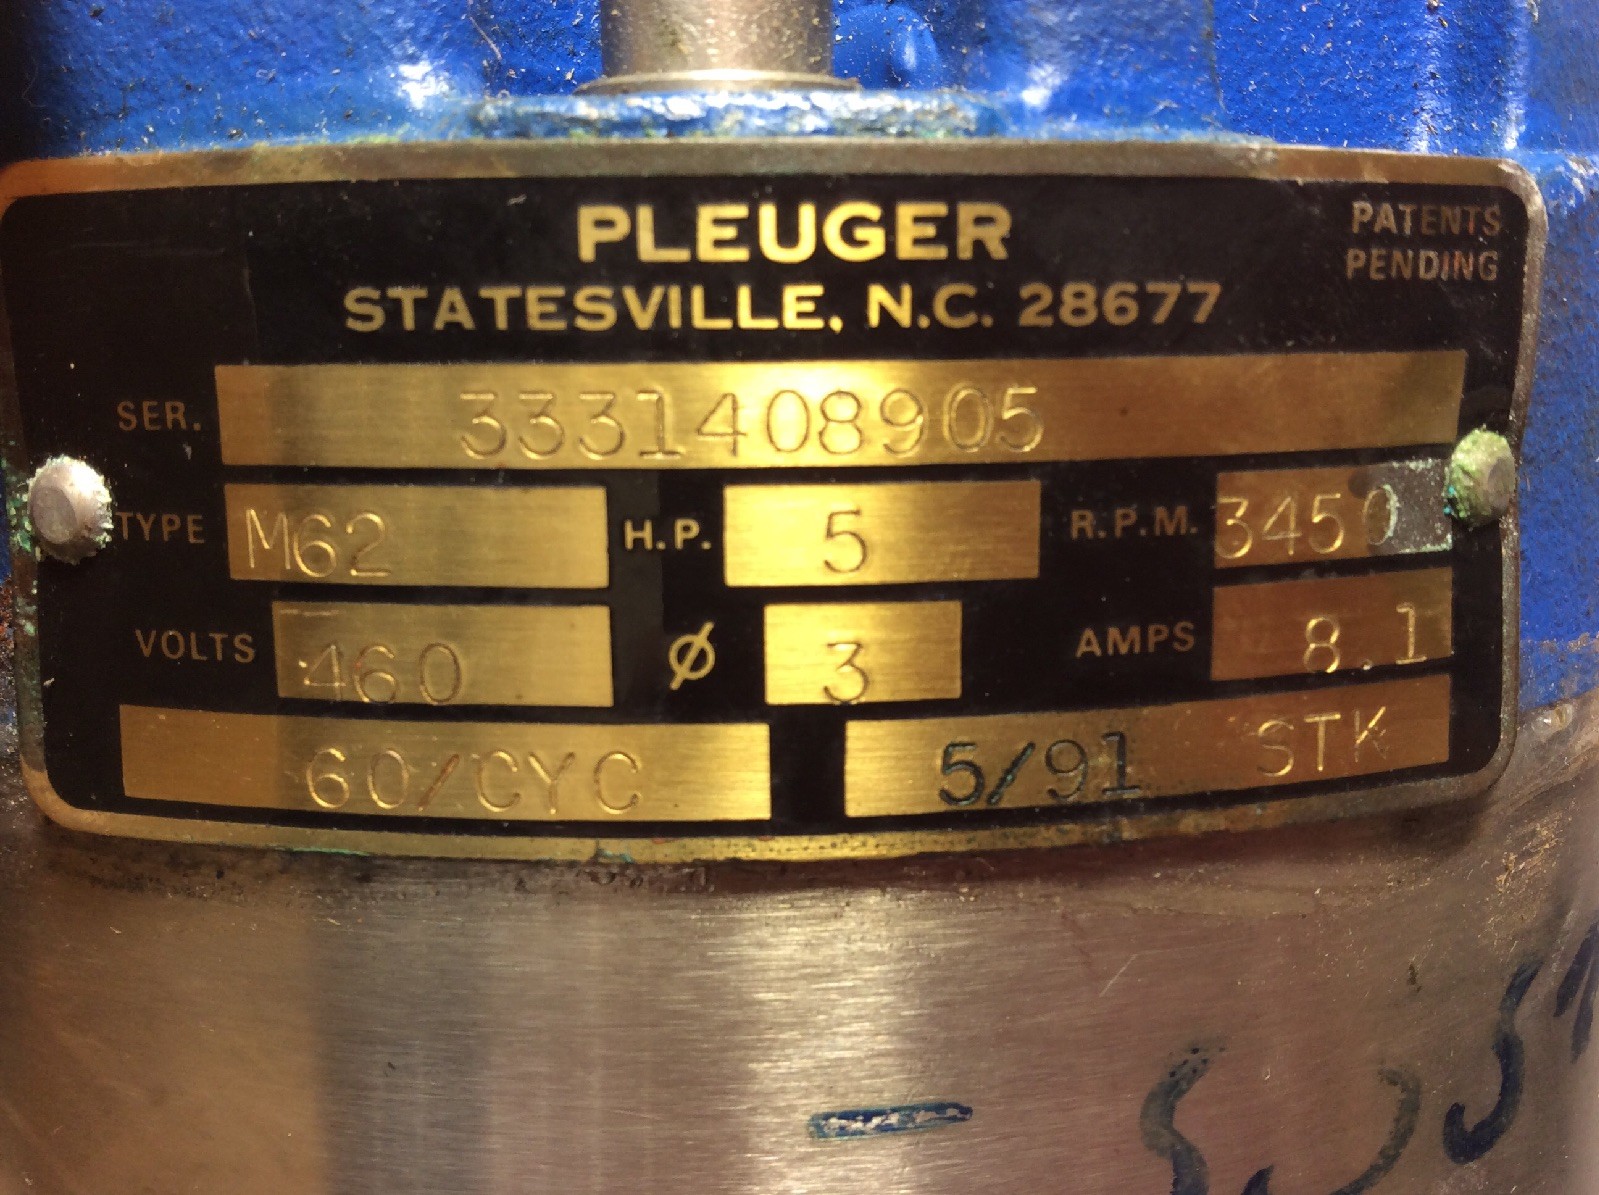 PLEUGER
PATENTS
PENDING
STATESVILLE, N.C. 28677
SER. 3331408905
TYPE M62 H.P. 5 R.P.M. 3450
VOLTS 460 Ø 3 AMPS 8.1
60/CYC 5/91 STK